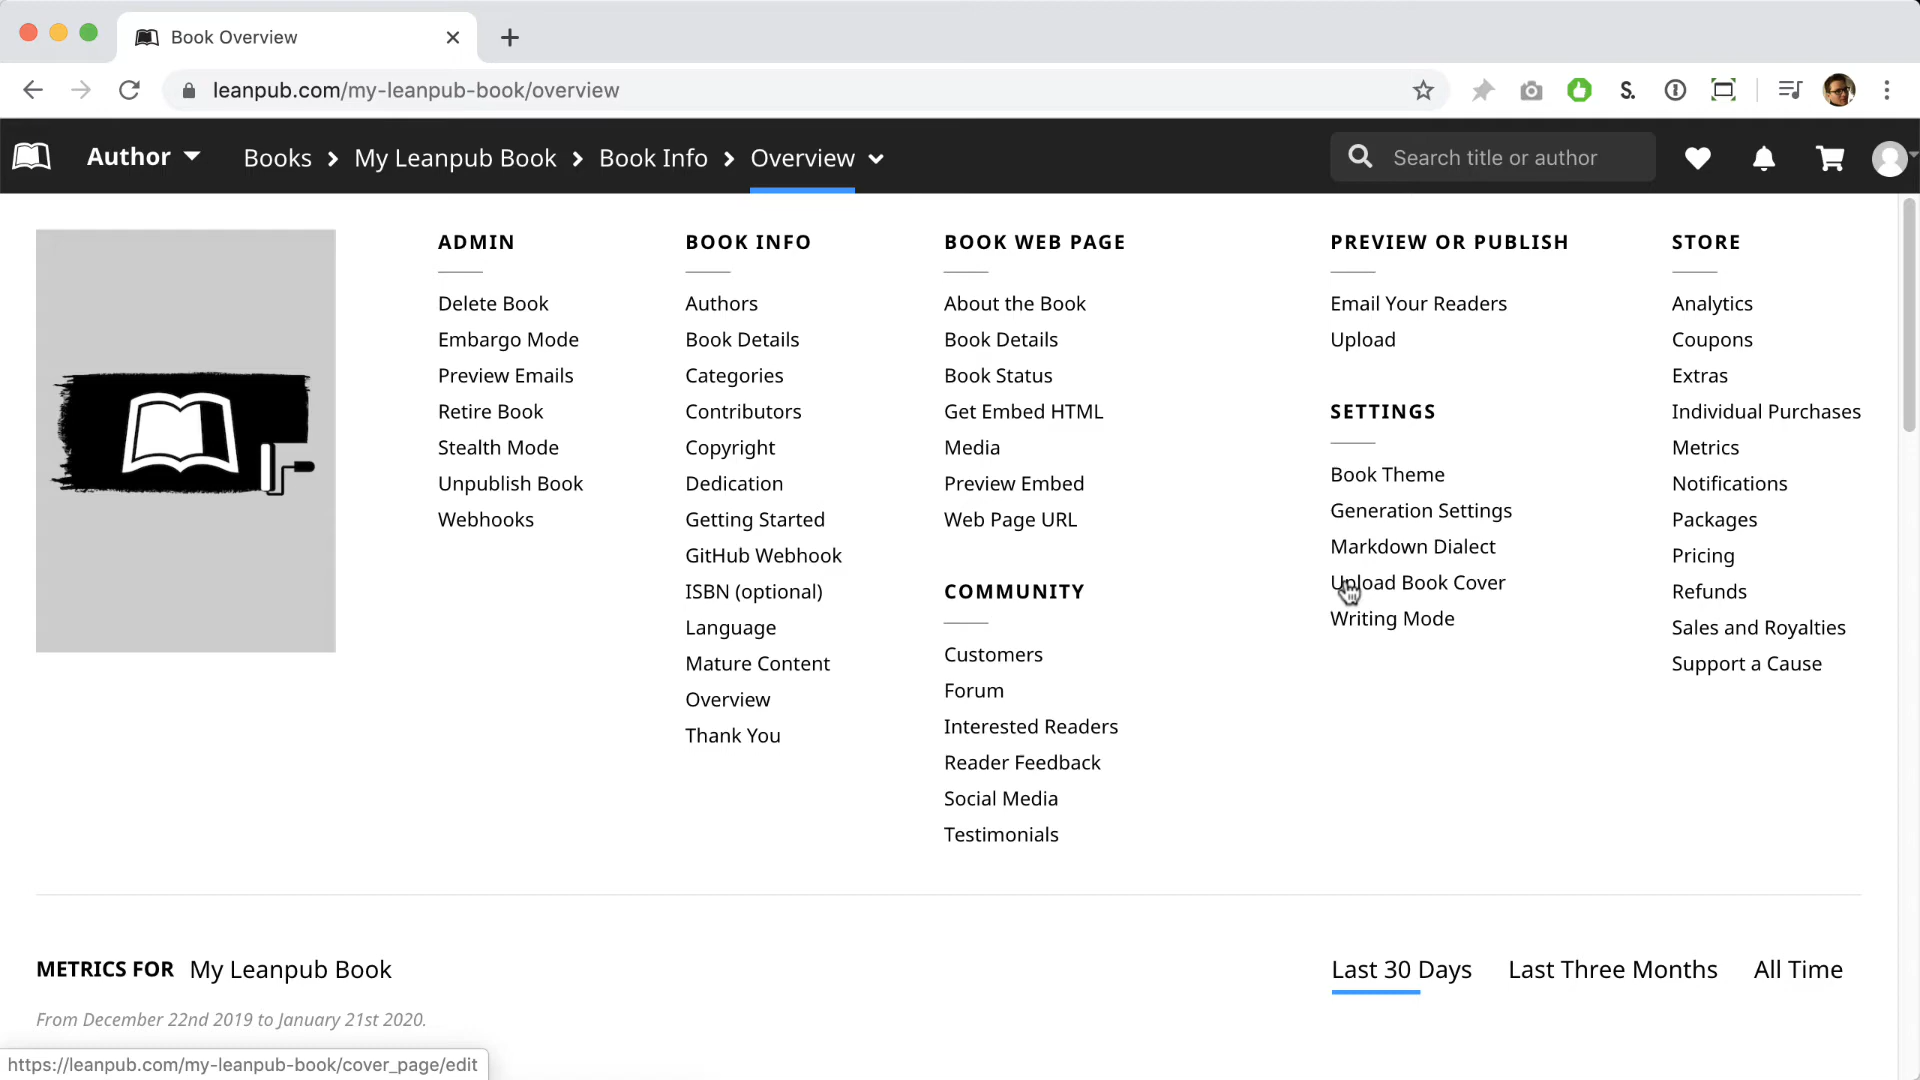 Book Overview
leanpub.com/my-leanpub-book/overview
S.
Author Books My Leanpub Book Book Info Overview
Search title or author
ADMIN
Delete Book
Embargo Mode
Preview Emails
Retire Book
Stealth Mode
Unpublish Book
Webhooks
BOOK INFO
Authors
Book Details
Categories
Contributors
Copyright
Dedication
Getting Started
GitHub Webhook
ISBN (optional)
Language
Mature Content
Overview
Thank You
BOOK WEB PAGE
About the Book
Book Details
Book Status
Get Embed HTML
Media
Preview Embed
Web Page URL
COMMUNITY
Customers
Forum
Interested Readers
Reader Feedback
Social Media
Testimonials
PREVIEW OR PUBLISH
Email Your Readers
Upload
SETTINGS
Book Theme
Generation Settings
Markdown Dialect
Upload Book Cover
Writing Mode
STORE
Analytics
Coupons
Extras
Individual Purchases
Metrics
Notifications
Packages
Pricing
Refunds
Sales and Royalties
Support a Cause
METRICS FOR My Leanpub Book
Last 30 Days Last Three Months All Time
From December 22nd 2019 to January 21st 2020.
https://leanpub.com/my-leanpub-book/cover_page/edit